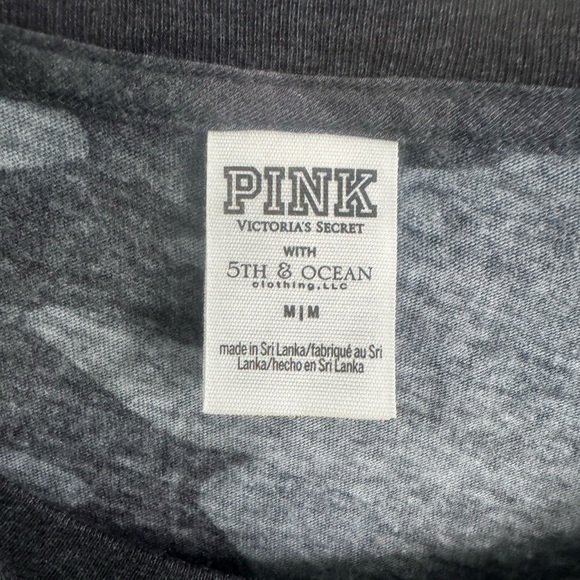 PINK
VICTORIA'S SECRET
WITH
5TH & OCEAN
clothing, LLC
M|M
made in Sri Lanka/fabriqué au Sri
Lanka/hecho en Sri Lanka